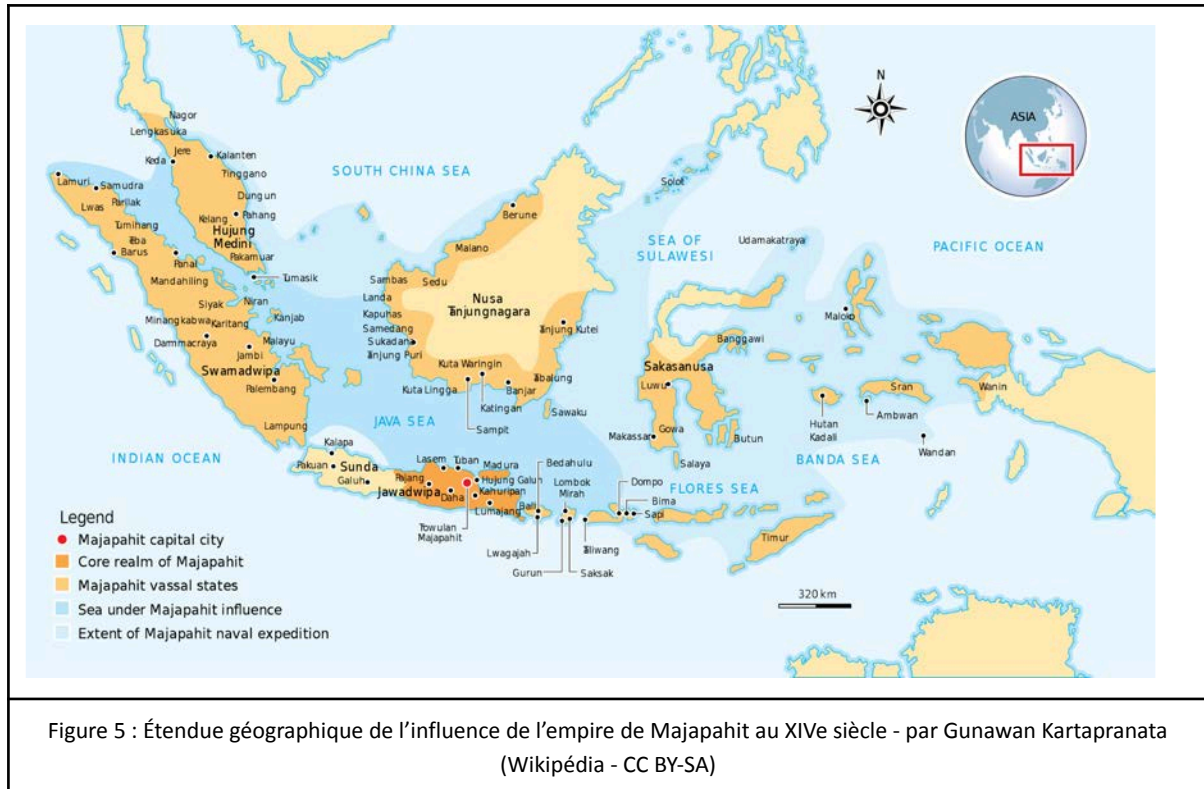 N
ASIA
Nagor
Lengkasuka
Jere
Keda
Kalanten
Tringgano
SOUTH CHINA SEA
Lamuri
Samudra
Lwas
Parilak
Dungun
Kelang
Pahang
Hujung
Medini
Tumihang
Teba
Barus
Panai
Pakamuar
Tumasik
Mandahiling
Siyak
Niran
Kanjab
Minangkabwa
Karitang
Dammacraya
Malayu
Jambi
Swarnadwipa
Palembang
Lampung
Solot
Berune
SEA OF
SULAWESI
Udamakatraya
PACIFIC OCEAN
Malano
Sambas
Sedu
Landa
Nusa
Tanjungnagara
Kapuhas
Samedang
Sukadana
Tanjung Puri
Tanjung Kutei
Maloko
Banggawi
Kuta Waringin
Sakasanusa
Luwu
Tabalung
Kuta Lingga
Banjar
Katingan
Sampit
Sawaku
Sran
Wanin
JAVA SEA
Makassar
Gowa
Butun
Hutan
Kadali
Ambwan
Wandan
Salaya
BANDA SEA
INDIAN OCEAN
Kalapa
Pakuan
Sunda
Galuh
Lasem
Tuban
Madura
Bedahulu
Lombok
Mirah
Dompo
Bima
Sapi
FLORES SEA
Pajang
Hujung Galuh
Jawadwipa
Daha
Kahuripan
Lumajang
Bali
Timur
Trowulan
Majapahit
Lwagajah
Taliwang
Gurun
Saksak
320 km
Legend
Majapahit capital city
Core realm of Majapahit
Majapahit vassal states
Sea under Majapahit influence
Extent of Majapahit naval expedition
Figure 5 : Étendue géographique de l’influence de l’empire de Majapahit au XIVe siècle - par Gunawan Kartapranata
(Wikipédia - CC BY-SA)